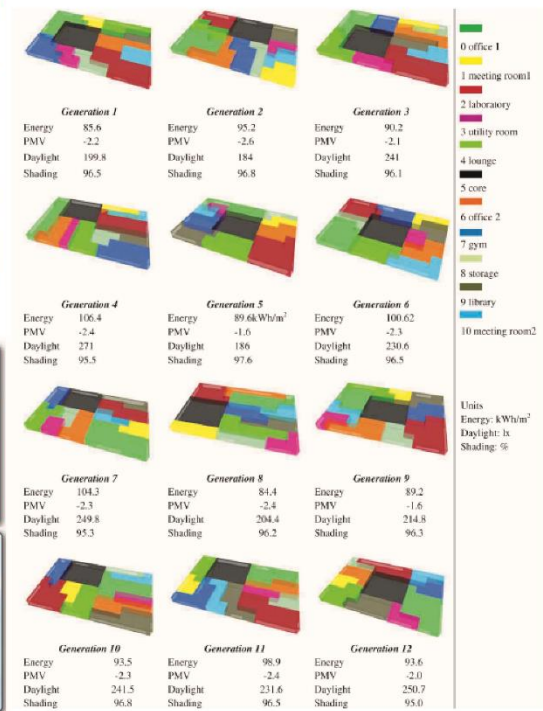 Generation 1
Energy 85.6
PMV -2.2
Daylight 199.8
Shading 96.5
Generation 2
Energy 95.2
PMV -2.6
Daylight 184
Shading 96.8
Generation 3
Energy 90.2
PMV -2.1
Daylight 241
Shading 96.1
Generation 4
Energy 106.4
PMV -2.4
Daylight 271
Shading 95.5
Generation 5
Energy 89.6kWh/m²
PMV -1.6
Daylight 186
Shading 97.6
Generation 6
Energy 100.62
PMV -2.3
Daylight 230.6
Shading 96.5
Generation 7
Energy 104.3
PMV -2.3
Daylight 249.8
Shading 95.3
Generation 8
Energy 84.4
PMV -2.4
Daylight 204.4
Shading 96.2
Generation 9
Energy 89.2
PMV -1.6
Daylight 214.8
Shading 96.3
Generation 10
Energy 93.5
PMV -2.3
Daylight 241.5
Shading 96.8
Generation 11
Energy 98.9
PMV -2.4
Daylight 231.6
Shading 96.5
Generation 12
Energy 93.6
PMV -2.0
Daylight 250.7
Shading 95.0
0 office 1
1 meeting room1
2 laboratory
3 utility room
4 lounge
5 core
6 office 2
7 gym
8 storage
9 library
10 meeting room2
Units
Energy: kWh/m²
Daylight: lx
Shading: %